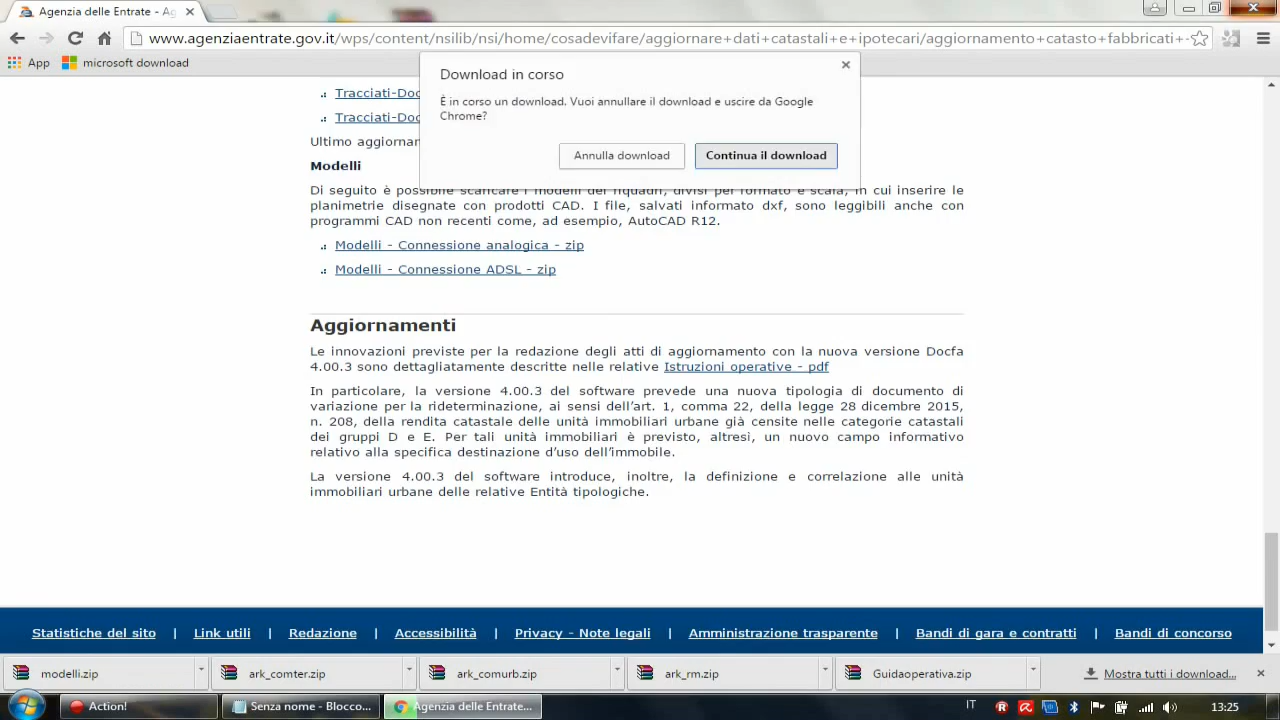 Agenzia delle Entrate - Ag
www.agenziaentrate.gov.it/wps/content/nsilib/nsi/home/cosadevifare/aggiornare+dati+catastali+e+ipotecari/aggiornamento+catasto+fabbricati+-
App
microsoft download
Download in corso
È in corso un download. Vuoi annullare il download e uscire da Google
Chrome?
Annulla download
Continua il download
Tracciati-Doc
Tracciati-Doc
Ultimo aggiornam
Modelli
Di seguito è possibile scaricare i modelli dei riquadri, divisi per formato e scala, in cui inserire le
planimetrie disegnate con prodotti CAD. I file, salvati informato dxf, sono leggibili anche con
programmi CAD non recenti come, ad esempio, AutoCAD R12.
Modelli - Connessione analogica - zip
Modelli - Connessione ADSL - zip
Aggiornamenti
Le innovazioni previste per la redazione degli atti di aggiornamento con la nuova versione Docfa
4.00.3 sono dettagliatamente descritte nelle relative Istruzioni operative - pdf
In particolare, la versione 4.00.3 del software prevede una nuova tipologia di documento di
variazione per la rideterminazione, ai sensi dell'art. 1, comma 22, della legge 28 dicembre 2015,
n. 208, della rendita catastale delle unità immobiliari urbane già censite nelle categorie catastali
dei gruppi D e E. Per tali unità immobiliari è previsto, altresì, un nuovo campo informativo
relativo alla specifica destinazione d'uso dell'immobile.
La versione 4.00.3 del software introduce, inoltre, la definizione e correlazione alle unità
immobiliari urbane delle relative Entità tipologiche.
Statistiche del sito | Link utili | Redazione | Accessibilità | Privacy - Note legali | Amministrazione trasparente | Bandi di gara e contratti | Bandi di concorso
modelli.zip
ark_comter.zip
ark_comurb.zip
ark_rm.zip
Guidaoperativa.zip
Mostra tutti i download...
Action!
Senza nome - Blocco...
Agenzia delle Entrate...
IT
13:25